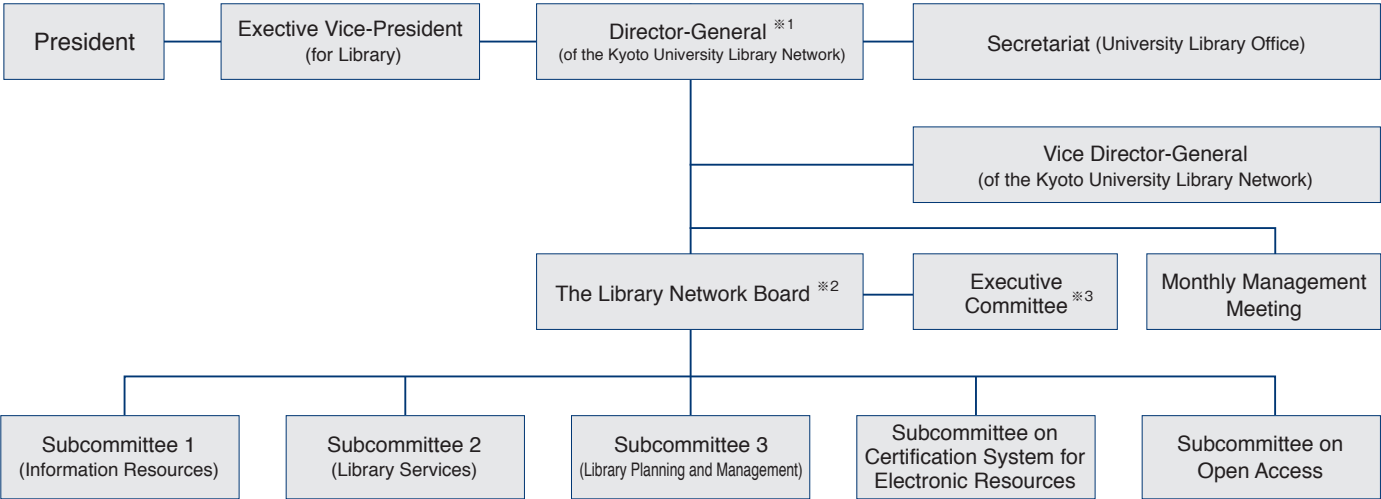 President
Exective Vice-President
(for Library)
Director-General ※1
(of the Kyoto University Library Network)
Secretariat (University Library Office)
Vice Director-General
(of the Kyoto University Library Network)
The Library Network Board ※2
Executive
Committee ※3
Monthly Management
Meeting
Subcommittee 1
(Information Resources)
Subcommittee 2
(Library Services)
Subcommittee 3
(Library Planning and Management)
Subcommittee on
Certification System for
Electronic Resources
Subcommittee on
Open Access